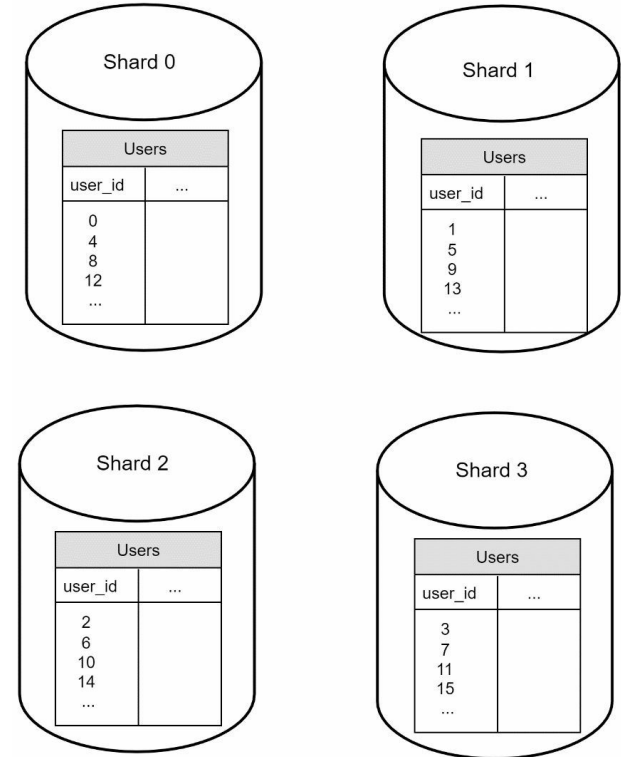 Shard 0
Users
user_id ...
0
4
8
12
...
Shard 1
Users
user_id ...
1
5
9
13
...
Shard 2
Users
user_id ...
2
6
10
14
...
Shard 3
Users
user_id ...
3
7
11
15
...